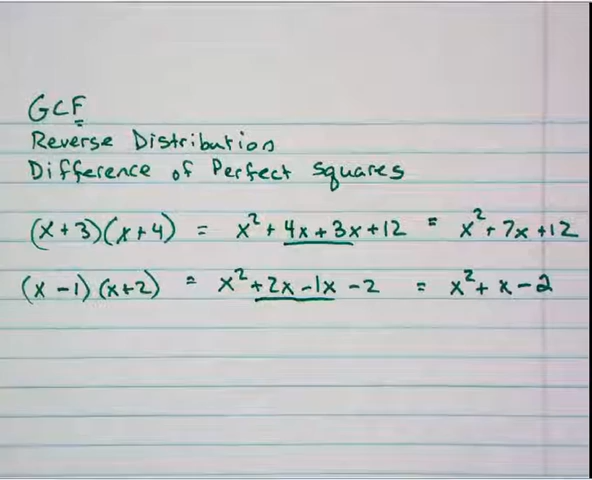 GCF
Reverse Distribution
Difference of Perfect squares
(x+3)(x+4) = x² + 4x + 3x + 12 = x² + 7x + 12
(x - 1)(x+2) = x² + 2x - 1x - 2 = x² + x - 2